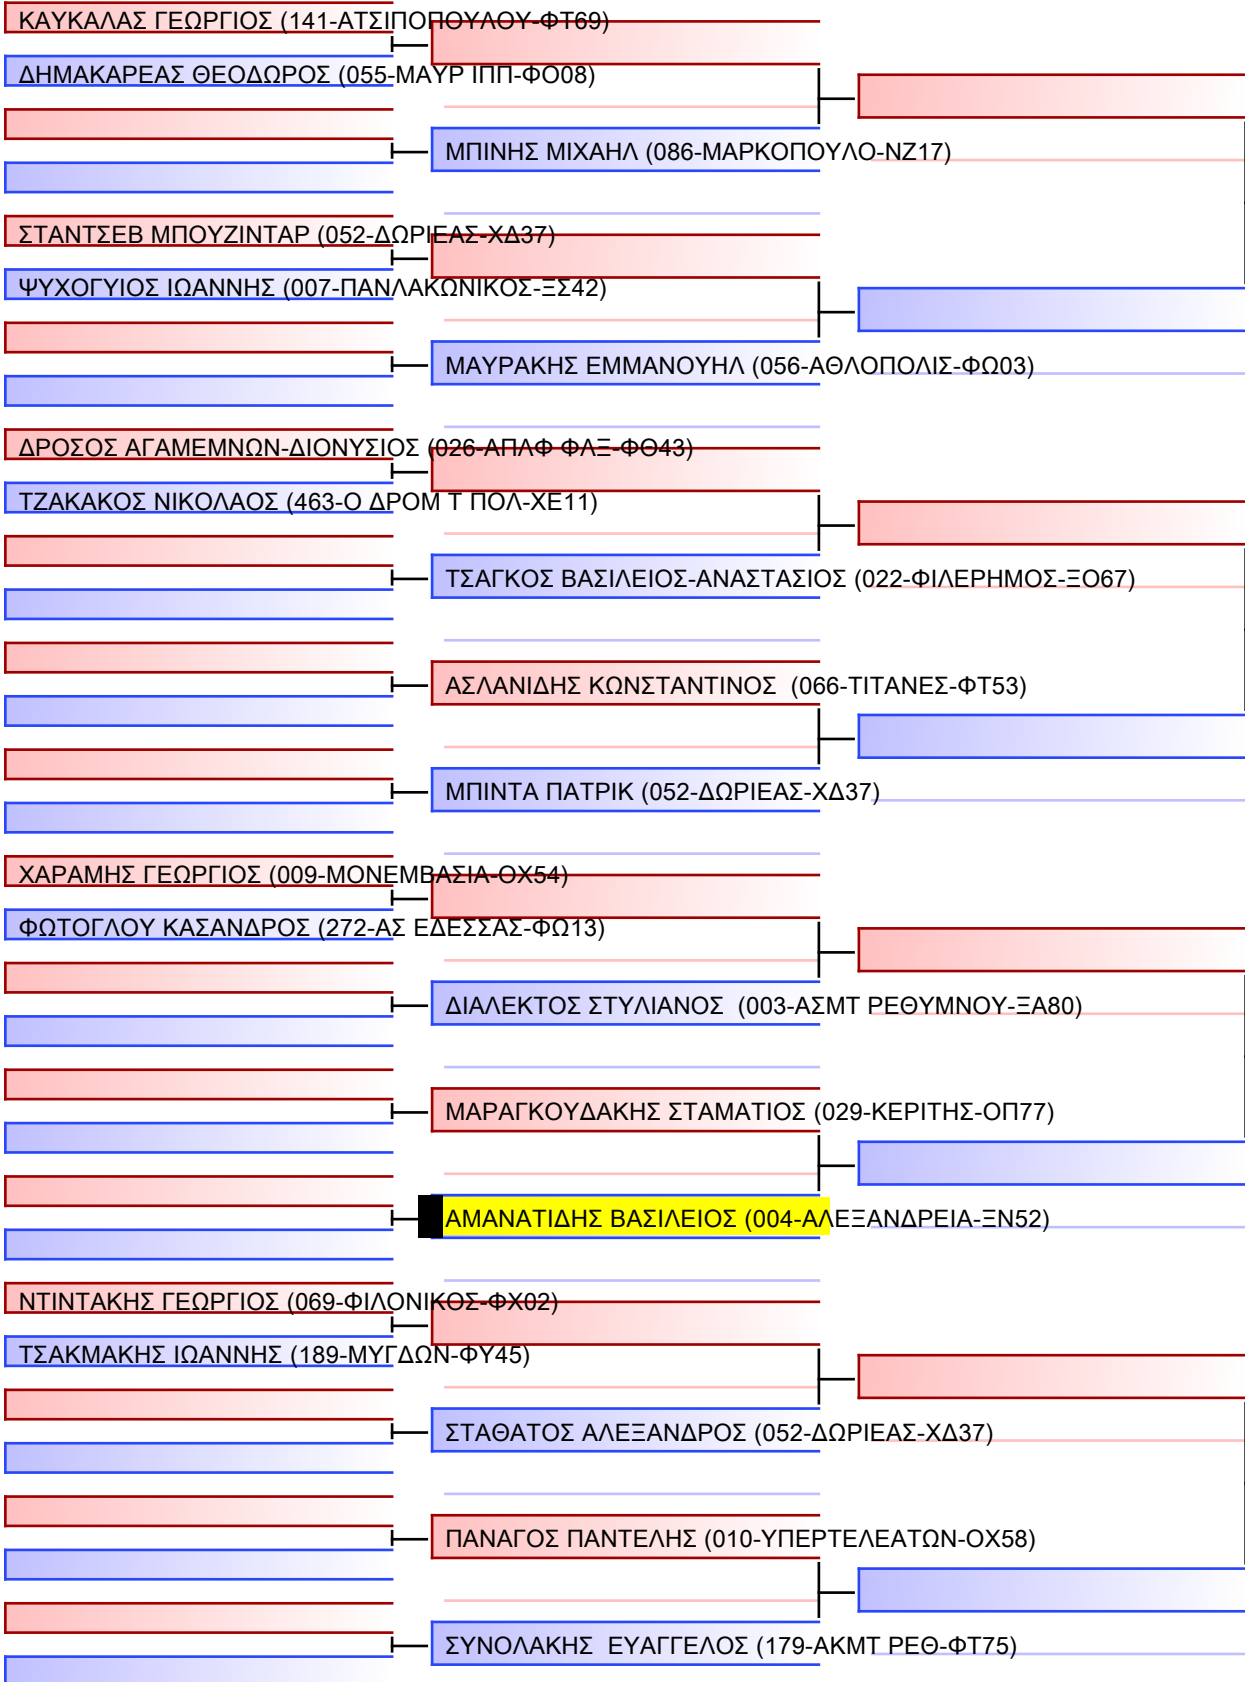 ΚΑΥΚΑΛΑΣ ΓΕΩΡΓΙΟΣ (141-ΑΤΣΙΠΟΠΟΥΛΟΥ-ΦΤ69)
ΔΗΜΑΚΑΡΕΑΣ ΘΕΟΔΩΡΟΣ (055-ΜΑΥΡ ΙΠΠ-ΦΟ08)
ΜΠΙΝΗΣ ΜΙΧΑΗΛ (086-ΜΑΡΚΟΠΟΥΛΟ-ΝΖ17)
ΣΤΑΝΤΣΕΒ ΜΠΟΥΖΙΝΤΑΡ (052-ΔΩΡΙΕΑΣ-ΧΔ37)
ΨΥΧΟΓΥΙΟΣ ΙΩΑΝΝΗΣ (007-ΠΑΝΛΑΚΩΝΙΚΟΣ-ΞΣ42)
ΜΑΥΡΑΚΗΣ ΕΜΜΑΝΟΥΗΛ (056-ΑΘΛΟΠΟΛΙΣ-ΦΩ03)
ΔΡΟΣΟΣ ΑΓΑΜΕΜΝΩΝ-ΔΙΟΝΥΣΙΟΣ (026-ΑΠΛΦ ΦΛΞ-ΦΘ43)
ΤΖΑΚΑΚΟΣ ΝΙΚΟΛΑΟΣ (463-Ο ΔΡΟΜ Τ ΠΟΛ-ΧΕ11)
ΤΣΑΓΚΟΣ ΒΑΣΙΛΕΙΟΣ-ΑΝΑΣΤΑΣΙΟΣ (022-ΦΙΛΕΡΗΜΟΣ-ΞΟ67)
ΑΣΛΑΝΙΔΗΣ ΚΩΝΣΤΑΝΤΙΝΟΣ  (066-ΤΙΤΑΝΕΣ-ΦΤ53)
ΜΠΙΝΤΑ ΠΑΤΡΙΚ (052-ΔΩΡΙΕΑΣ-ΧΔ37)
ΧΑΡΑΜΗΣ ΓΕΩΡΓΙΟΣ (009-ΜΟΝΕΜΒΑΣΙΑ-ΟΧ54)
ΦΩΤΟΓΛΟΥ ΚΑΣΑΝΔΡΟΣ (272-ΑΣ ΕΔΕΣΣΑΣ-ΦΩ13)
ΔΙΑΛΕΚΤΟΣ ΣΤΥΛΙΑΝΟΣ  (003-ΑΣΜΤ ΡΕΘΥΜΝΟΥ-ΞΑ80)
ΜΑΡΑΓΚΟΥΔΑΚΗΣ ΣΤΑΜΑΤΙΟΣ (029-ΚΕΡΙΤΗΣ-ΟΠ77)
ΑΜΑΝΑΤΙΔΗΣ ΒΑΣΙΛΕΙΟΣ (004-ΑΛΕΞΑΝΔΡΕΙΑ-ΞΝ52)
ΝΤΙΝΤΑΚΗΣ ΓΕΩΡΓΙΟΣ (069-ΦΙΛΟΝΙΚΟΣ-ΦΧ02)
ΤΣΑΚΜΑΚΗΣ ΙΩΑΝΝΗΣ (189-ΜΥΓΔΩΝ-ΦΥ45)
ΣΤΑΘΑΤΟΣ ΑΛΕΞΑΝΔΡΟΣ (052-ΔΩΡΙΕΑΣ-ΧΔ37)
ΠΑΝΑΓΟΣ ΠΑΝΤΕΛΗΣ (010-ΥΠΕΡΤΕΛΕΑΤΩΝ-ΟΧ58)
ΣΥΝΟΛΑΚΗΣ  ΕΥΑΓΓΕΛΟΣ (179-ΑΚΜΤ ΡΕΘ-ΦΤ75)